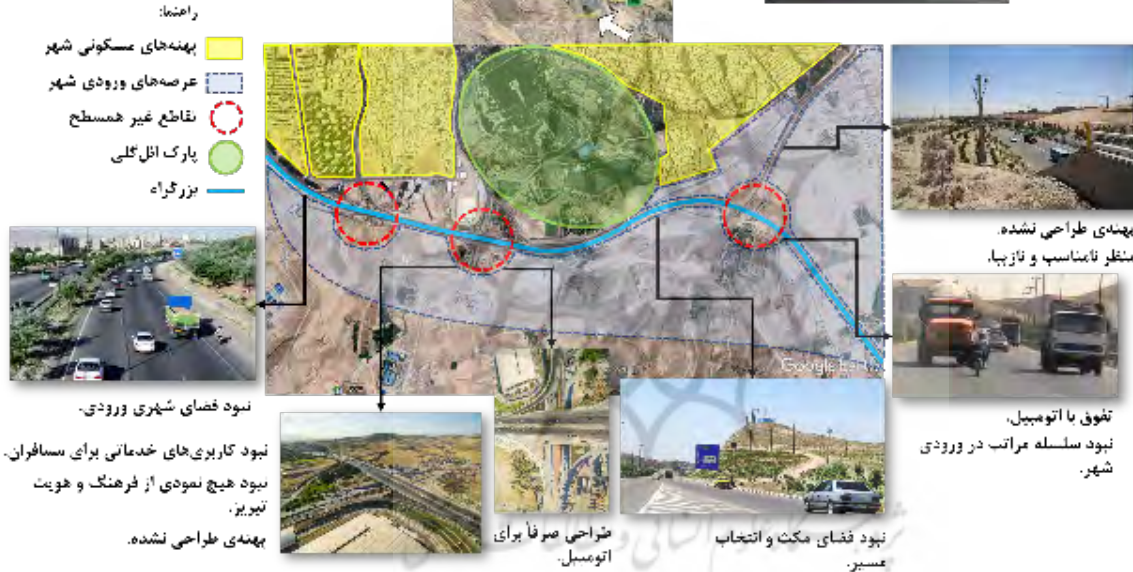 راهنما:
پهنه‌های مسکونی شهر
عرصه‌های ورودی شهر
تقاطع غیر همسطح
پارک ائل‌گلی
بزرگراه
پهنه‌ی طراحی نشده.
منظر نامناسب و نازیبا.
Google Earth
نبود فضای شهری ورودی.
نبود کاربری‌های خدماتی برای مسافران.
نبود هیچ نمودی از فرهنگ و هویت
تبریز.
پهنه‌ی طراحی نشده.
طراحی صرفاً برای
اتومبیل.
نبود فضای مکث و انتخاب
مسیر.
تفوق با اتومبیل.
نبود سلسله مراتب در ورودی
شهر.